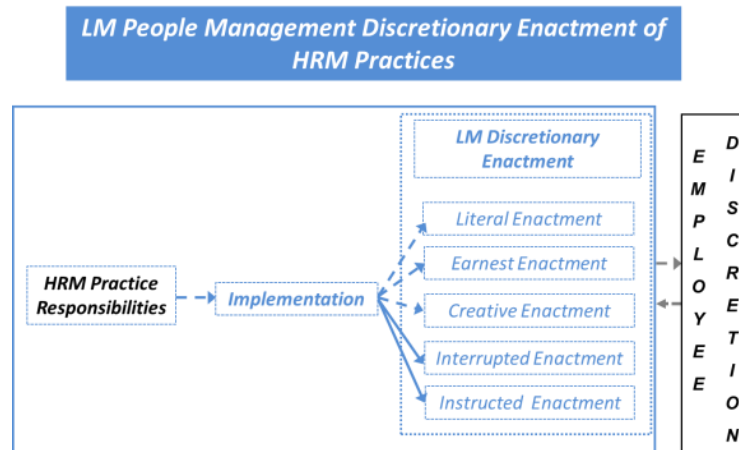 LM People Management Discretionary Enactment of
HRM Practices
LM Discretionary
Enactment
Literal Enactment
Earnest Enactment
HRM Practice
Responsibilities
Implementation
Creative Enactment
Interrupted Enactment
Instructed Enactment
EMPLOYEE
DISCRETION